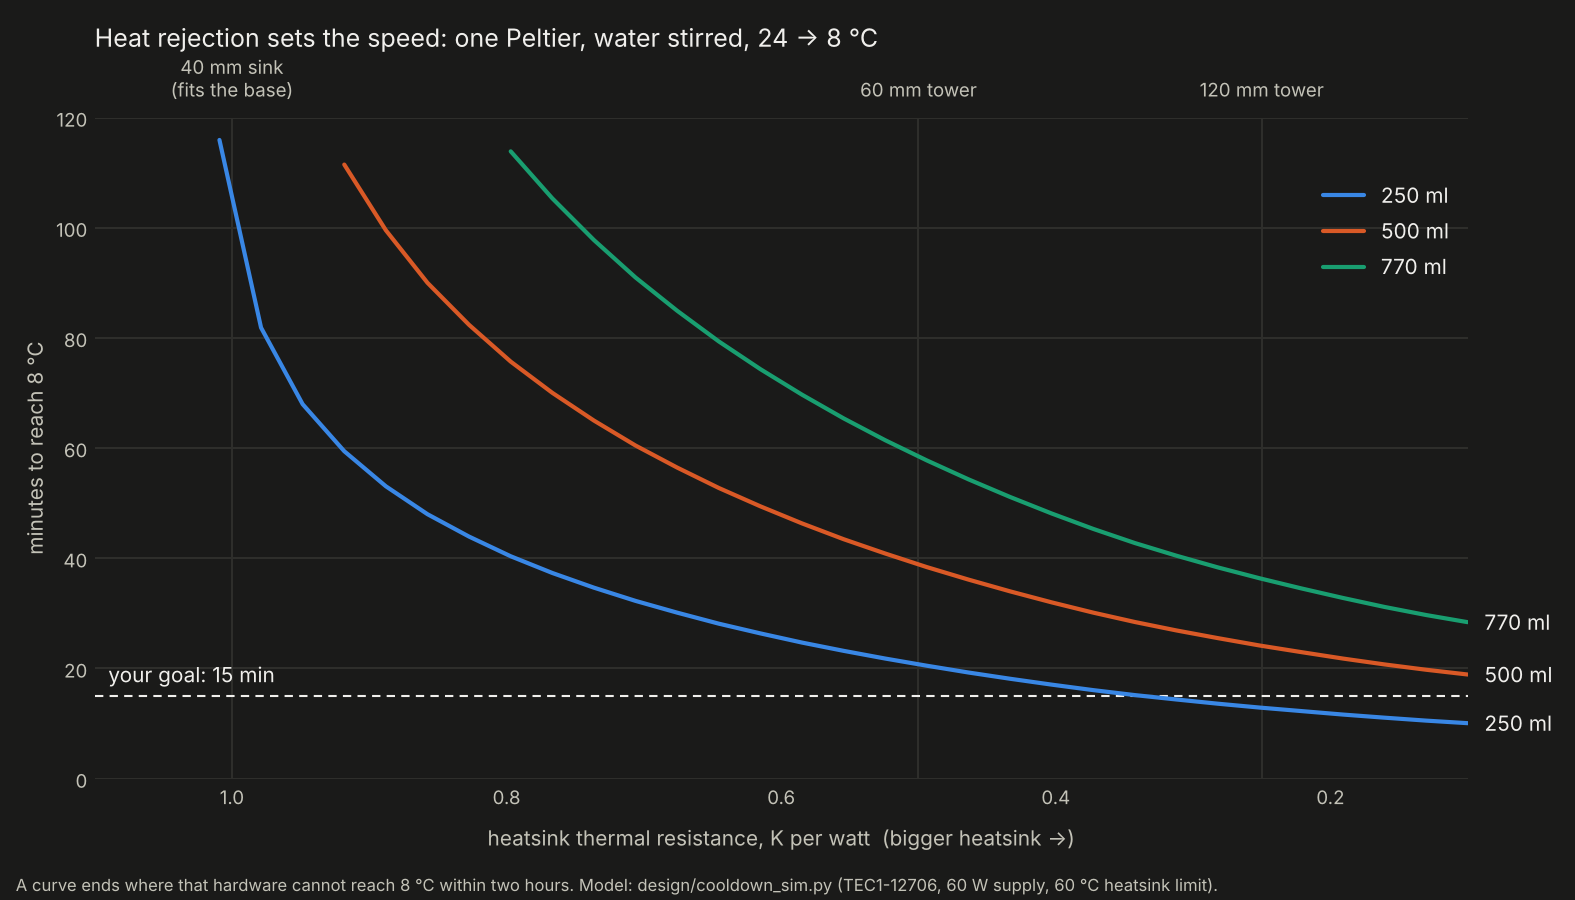 Heat rejection sets the speed: one Peltier, water stirred, 24 → 8 °C
40 mm sink
(fits the base)
60 mm tower
120 mm tower
120
100
80
60
40
20
0
minutes to reach 8 °C
250 ml
500 ml
770 ml
your goal: 15 min
770 ml
500 ml
250 ml
1.0
0.8
0.6
0.4
0.2
heatsink thermal resistance, K per watt (bigger heatsink →)
A curve ends where that hardware cannot reach 8 °C within two hours. Model: design/cooldown_sim.py (TEC1-12706, 60 W supply, 60 °C heatsink limit).